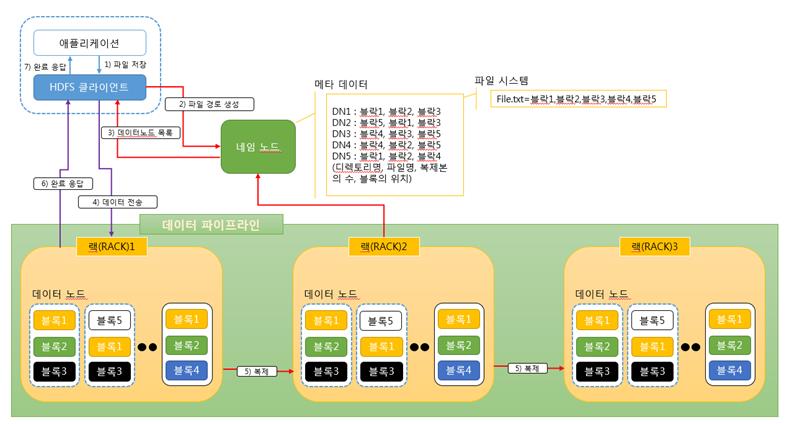 애플리케이션
7) 완료 응답
1) 파일 저장
HDFS 클라이언트
2) 파일 경로 생성
3) 데이터노드 목록
네임 노드
메타 데이터
DN1 : 블락1, 블락2, 블락3
DN2 : 블락5, 블락1, 블락3
DN3 : 블락4, 블락3, 블락5
DN4 : 블락4, 블락2, 블락5
DN5 : 블락1, 블락2, 블락4
(디렉토리명, 파일명, 복제본
의 수, 블록의 위치)
파일 시스템
File.txt=블락1,블락2,블락3,블락4,블락5
6) 완료 응답
4) 데이터 전송
데이터 파이프라인
랙(RACK)1
데이터 노드
블록1
블록2
블록3
블록5
블록1
블록3
블록1
블록2
블록4
5) 복제
랙(RACK)2
데이터 노드
블록1
블록2
블록3
블록5
블록1
블록3
블록1
블록2
블록4
5) 복제
랙(RACK)3
데이터 노드
블록1
블록2
블록3
블록5
블록1
블록3
블록1
블록2
블록4